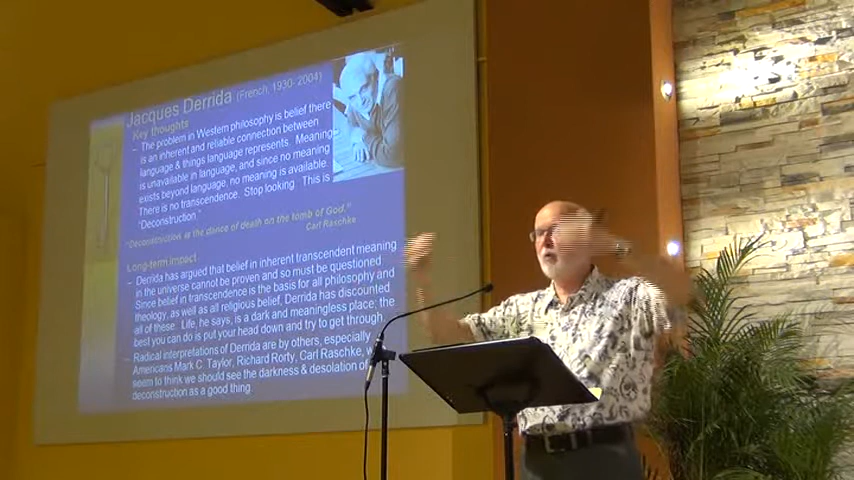 Jacques Derrida (French, 1930- 2004)
Key thoughts
– The problem in Western philosophy is belief there
is an inherent and reliable connection between
language & things language represents. Meaning
is unavailable in language, and since no meaning
exists beyond language, no meaning is available.
There is no transcendence. Stop looking. This is
"Deconstruction."
"Deconstruction is the dance of death on the tomb of God."
Carl Raschke
Long-term impact
– Derrida has argued that belief in inherent transcendent meaning
in the universe cannot be proven and so must be questioned.
Since belief in transcendence is the basis for all philosophy and
theology, as well as all religious belief, Derrida has discounted
all of these. Life, he says, is a dark and meaningless place; the
best you can do is put your head down and try to get through.
– Radical interpretations of Derrida are by others, especially
Americans Mark C. Taylor, Richard Rorty, Carl Raschke, w
seem to think we should see the darkness & desolation of
deconstruction as a good thing.